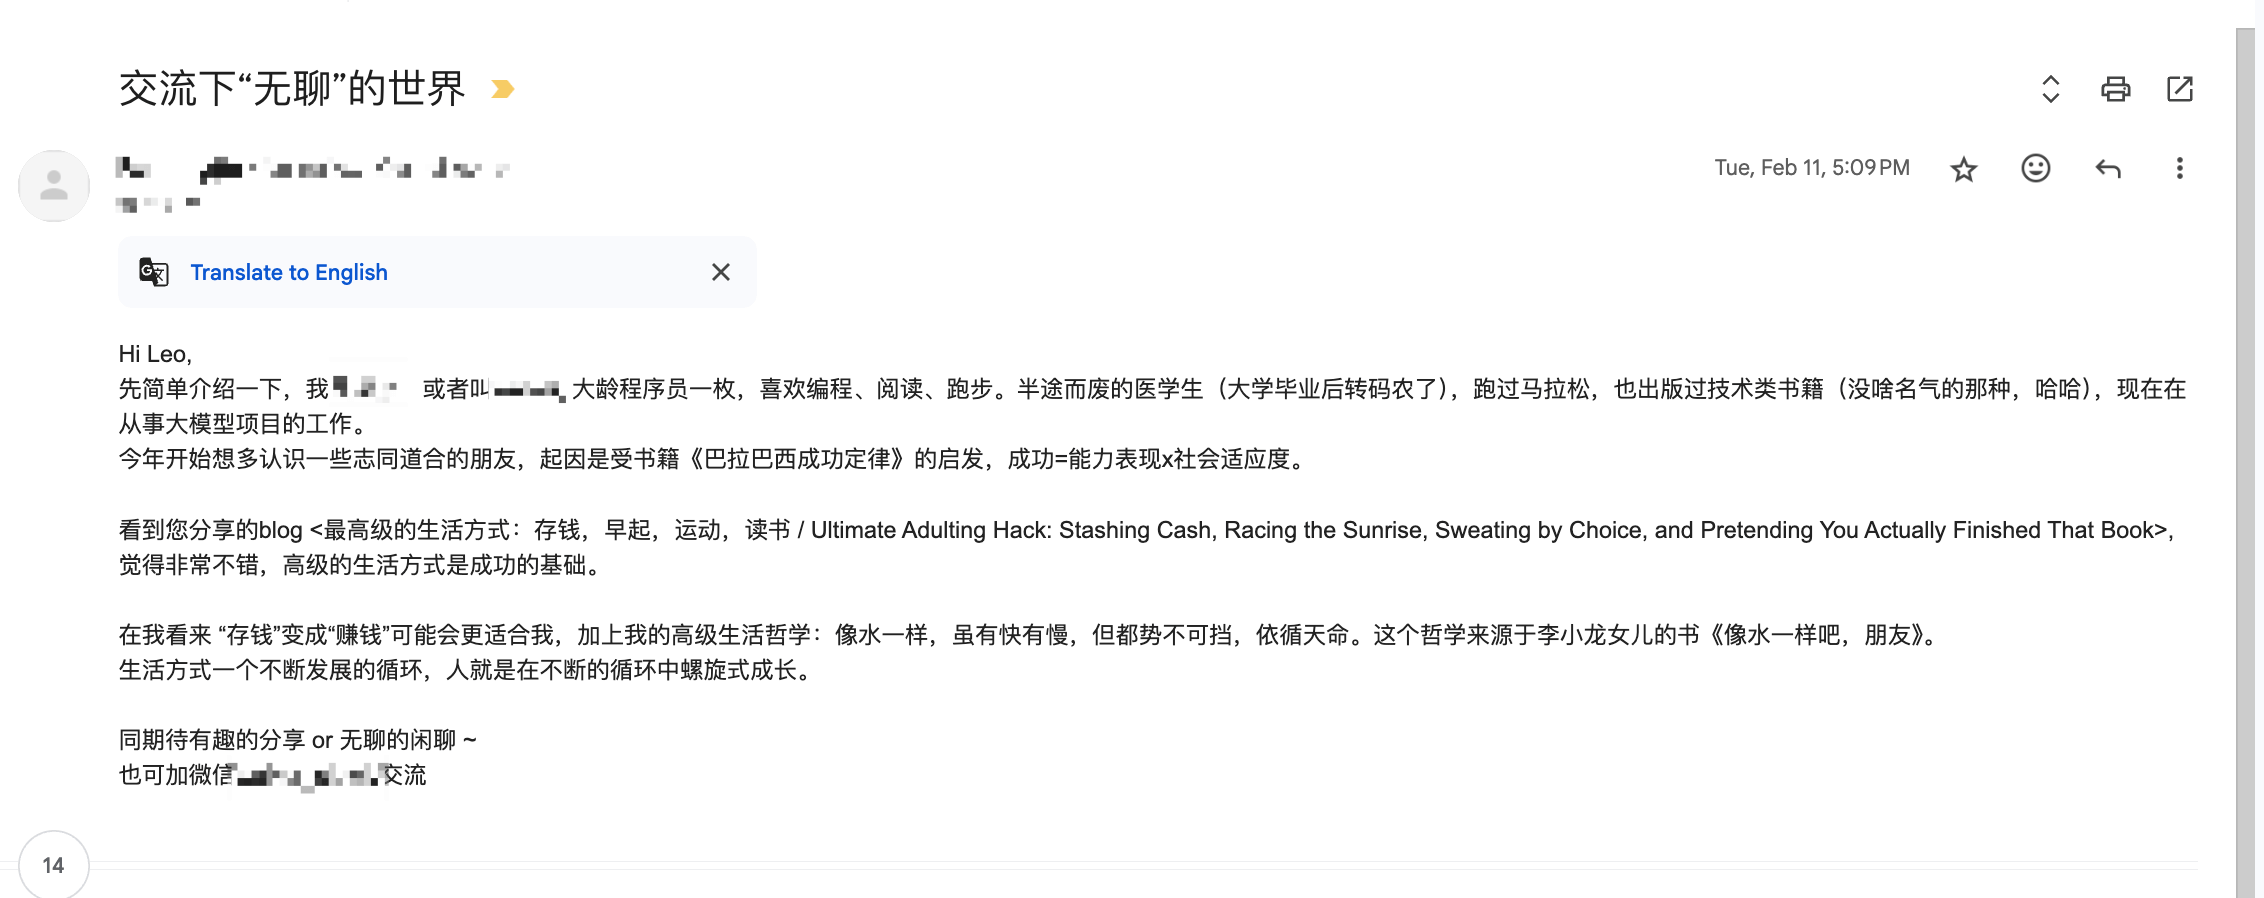 交流下“无聊”的世界
Tue, Feb 11, 5:09 PM
Translate to English
Hi Leo,
先简单介绍一下，我 或者叫 大龄程序员一枚，喜欢编程、阅读、跑步。半途而废的医学生（大学毕业后转码农了），跑过马拉松，也出版过技术类书籍（没啥名气的那种，哈哈），现在在
从事大模型项目的工作。
今年开始想多认识一些志同道合的朋友，起因是受书籍《巴拉巴西成功定律》的启发，成功=能力表现x社会适应度。
看到您分享的blog <最高级的生活方式：存钱，早起，运动，读书 / Ultimate Adulting Hack: Stashing Cash, Racing the Sunrise, Sweating by Choice, and Pretending You Actually Finished That Book>,
觉得非常不错，高级的生活方式是成功的基础。
在我看来 “存钱”变成“赚钱”可能会更适合我，加上我的高级生活哲学：像水一样，虽有快有慢，但都势不可挡，依循天命。这个哲学来源于李小龙女儿的书《像水一样吧，朋友》。
生活方式一个不断发展的循环，人就是在不断的循环中螺旋式成长。
同期待有趣的分享 or 无聊的闲聊 ~
也可加微信 交流
14